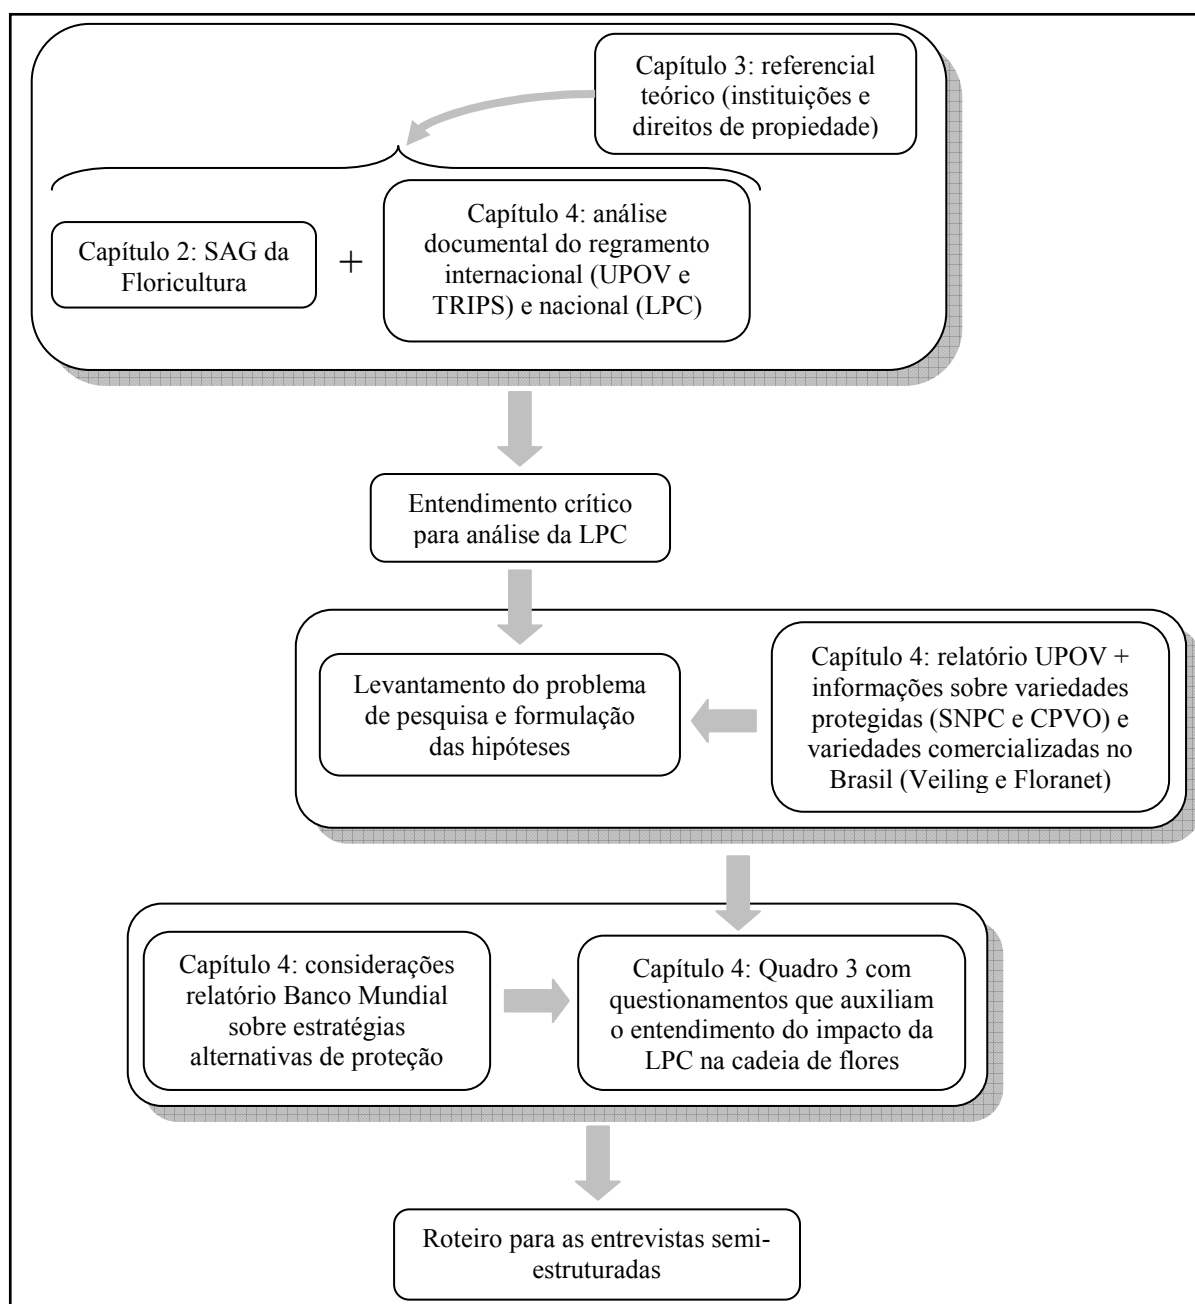 Capítulo 3: referencial
teórico (instituições e
direitos de propiedade)
Capítulo 2: SAG da
Floricultura
+
Capítulo 4: análise
documental do regramento
internacional (UPOV e
TRIPS) e nacional (LPC)
Entendimento crítico
para análise da LPC
Levantamento do problema
de pesquisa e formulação
das hipóteses
Capítulo 4: relatório UPOV +
informações sobre variedades
protegidas (SNPC e CPVO) e
variedades comercializadas no
Brasil (Veiling e Floranet)
Capítulo 4: considerações
relatório Banco Mundial
sobre estratégias
alternativas de proteção
Capítulo 4: Quadro 3 com
questionamentos que auxiliam
o entendimento do impacto da
LPC na cadeia de flores
Roteiro para as entrevistas semi-
estruturadas